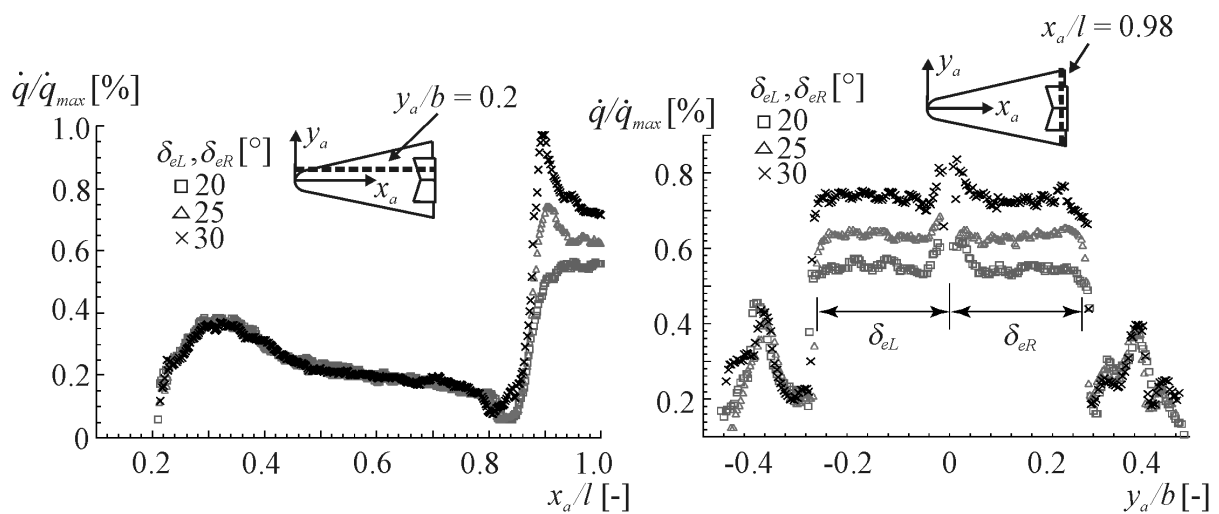 q̇/q̇max [%]
yₐ/b = 0.2
1.0
0.8
0.6
0.4
0.2
0
δeL, δeR [°]
□ 20
△ 25
× 30
yₐ
xₐ
0.2 0.4 0.6 0.8 1.0
xₐ/l [-]
xₐ/l = 0.98
q̇/q̇max [%]
0.8
0.6
0.4
0.2
δeL, δeR [°]
□ 20
△ 25
× 30
yₐ
xₐ
δeL δeR
-0.4 -0.2 0 0.2 0.4
yₐ/b [-]